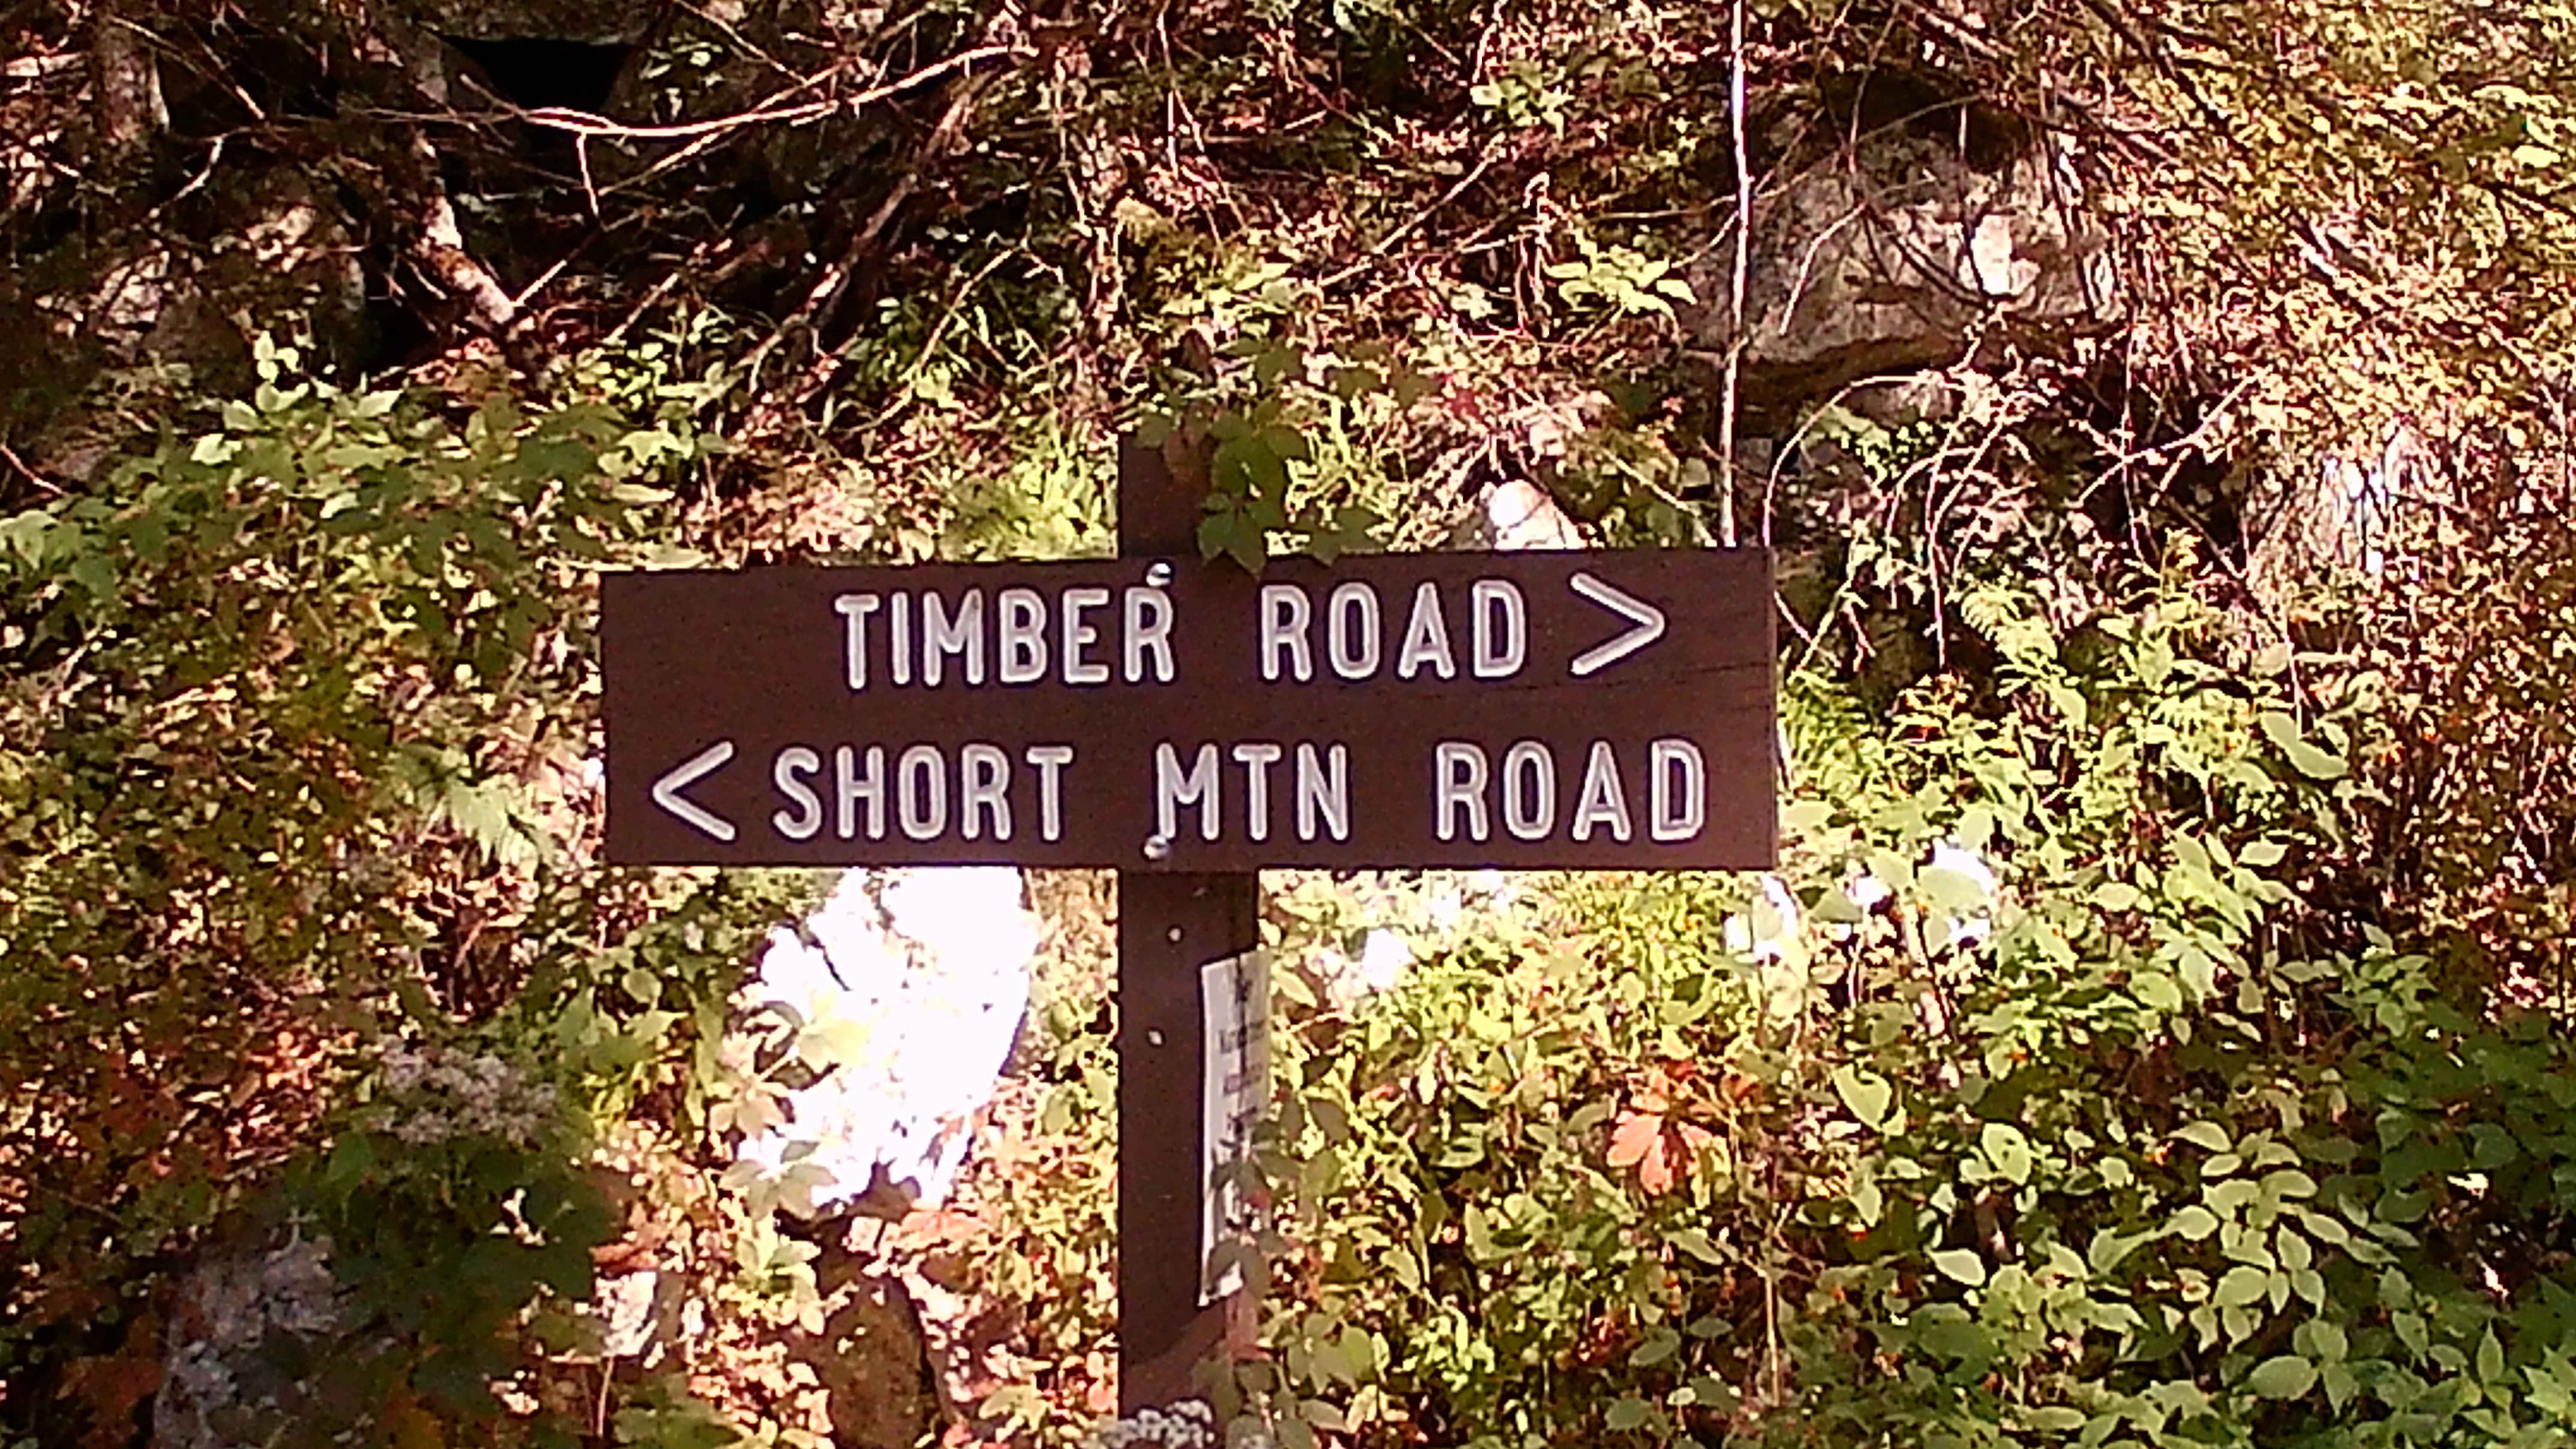 TIMBER ROAD >
< SHORT MTN ROAD